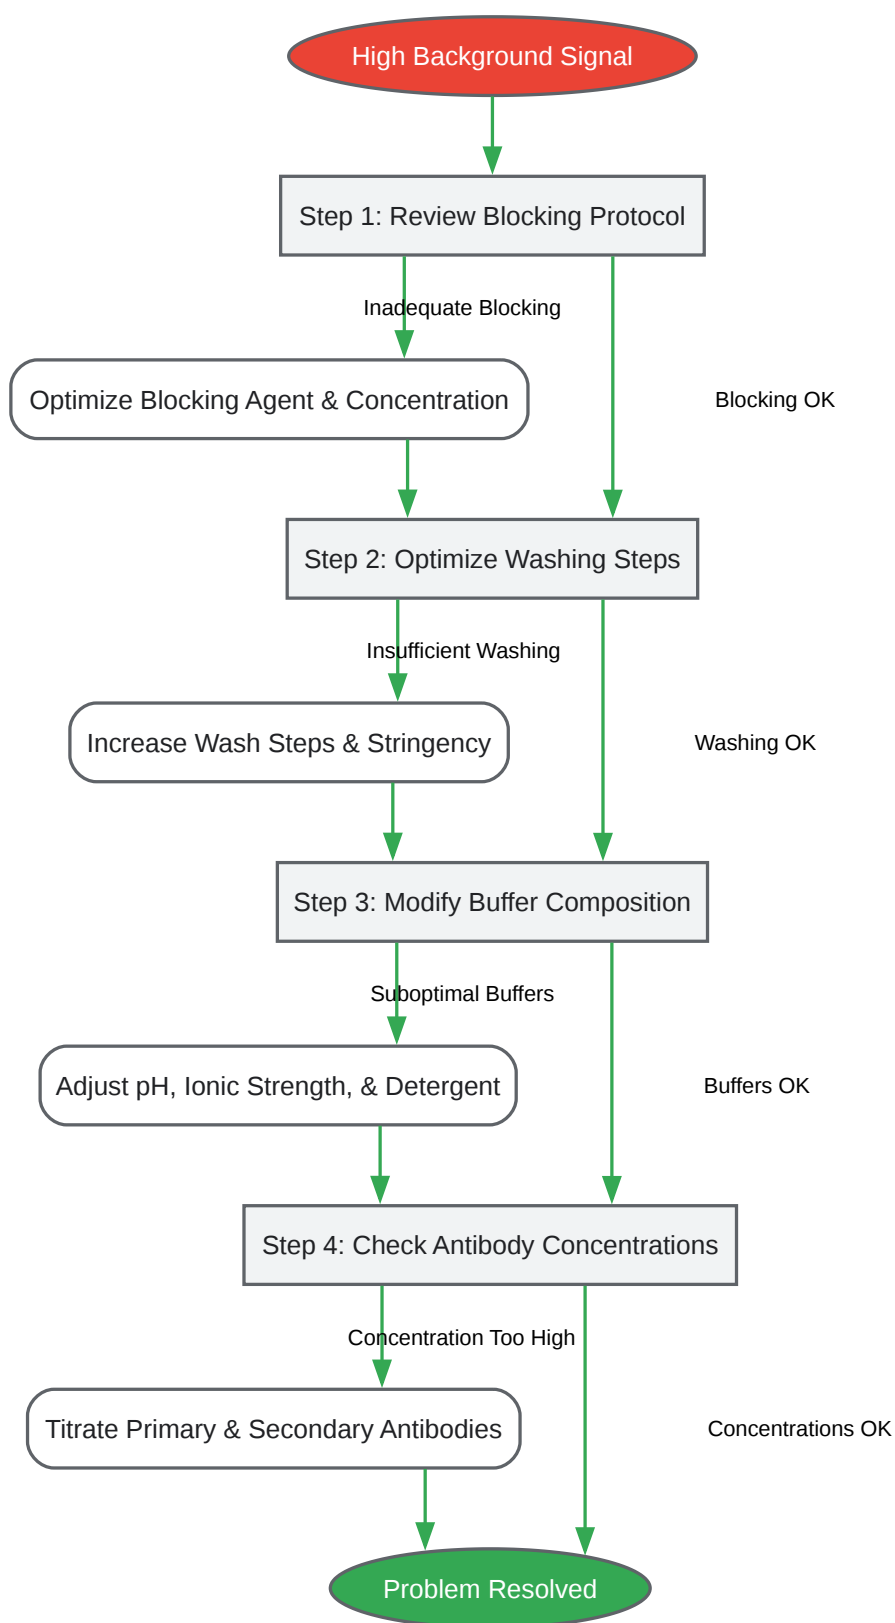 High Background Signal
Step 1: Review Blocking Protocol
Inadequate Blocking
Optimize Blocking Agent & Concentration
Blocking OK
Step 2: Optimize Washing Steps
Insufficient Washing
Increase Wash Steps & Stringency
Washing OK
Step 3: Modify Buffer Composition
Suboptimal Buffers
Adjust pH, Ionic Strength, & Detergent
Buffers OK
Step 4: Check Antibody Concentrations
Concentration Too High
Titrate Primary & Secondary Antibodies
Concentrations OK
Problem Resolved